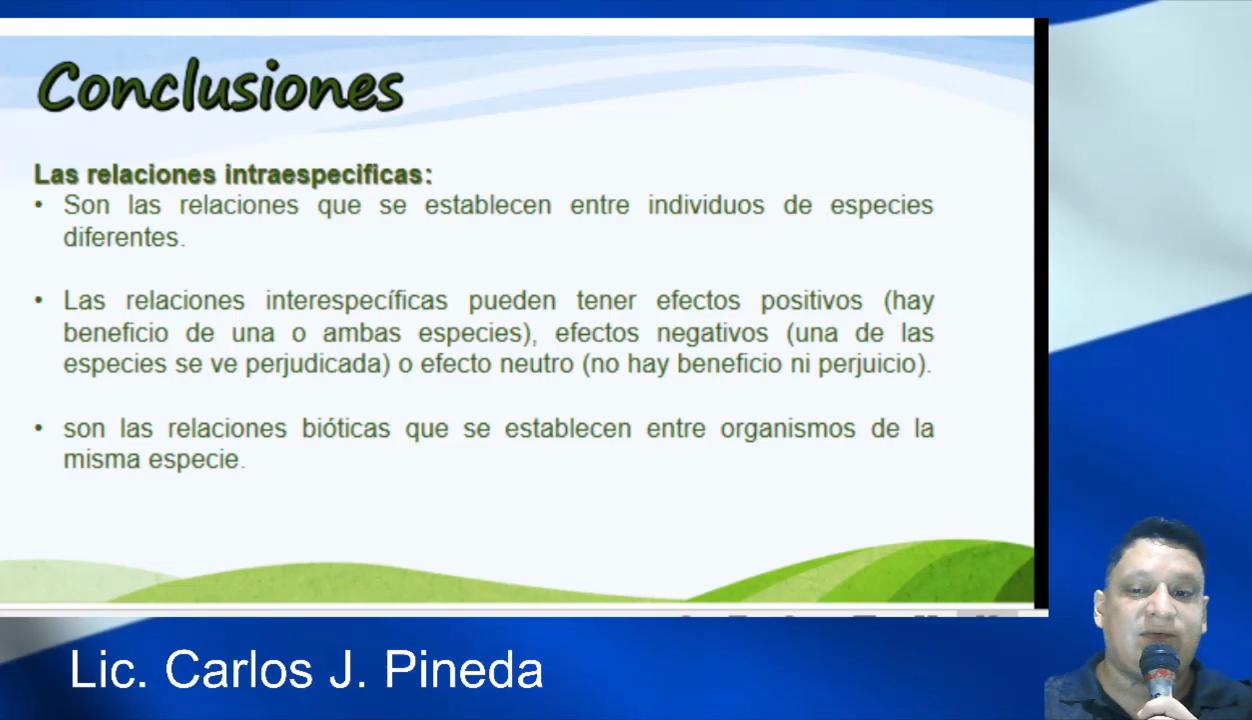 Conclusiones
Las relaciones intraespecificas:
• Son las relaciones que se establecen entre individuos de especies
diferentes.
• Las relaciones interespecíficas pueden tener efectos positivos (hay
beneficio de una o ambas especies), efectos negativos (una de las
especies se ve perjudicada) o efecto neutro (no hay beneficio ni perjuicio).
• son las relaciones bióticas que se establecen entre organismos de la
misma especie.
Lic. Carlos J. Pineda